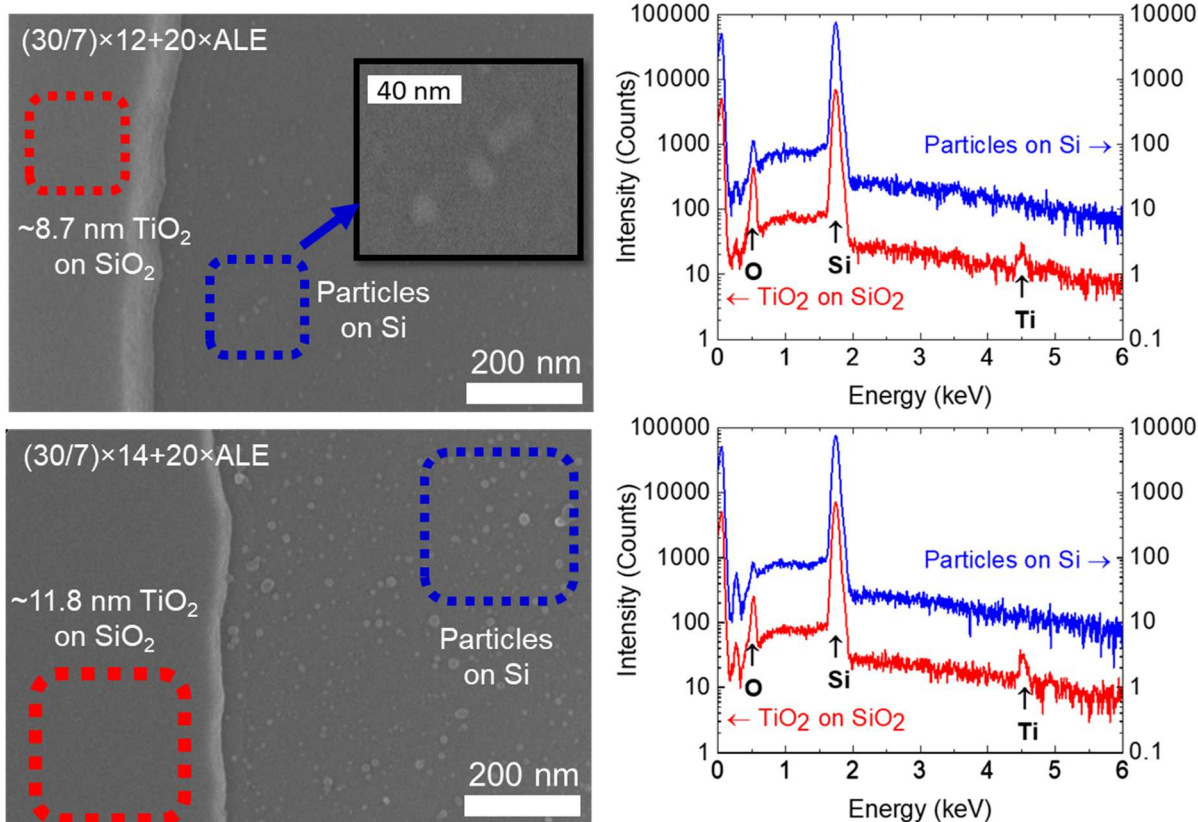 (30/7)×12+20×ALE
40 nm
~8.7 nm TiO₂
on SiO₂
Particles
on Si
200 nm
100000
10000
1000
100
10
1
10000
1000
100
10
1
0.1
Intensity (Counts)
Particles on Si →
O
Si
Ti
← TiO₂ on SiO₂
0 1 2 3 4 5 6
Energy (keV)
(30/7)×14+20×ALE
~11.8 nm TiO₂
on SiO₂
Particles
on Si
200 nm
100000
10000
1000
100
10
1
10000
1000
100
10
1
0.1
Intensity (Counts)
Particles on Si →
O
Si
Ti
← TiO₂ on SiO₂
0 1 2 3 4 5 6
Energy (keV)